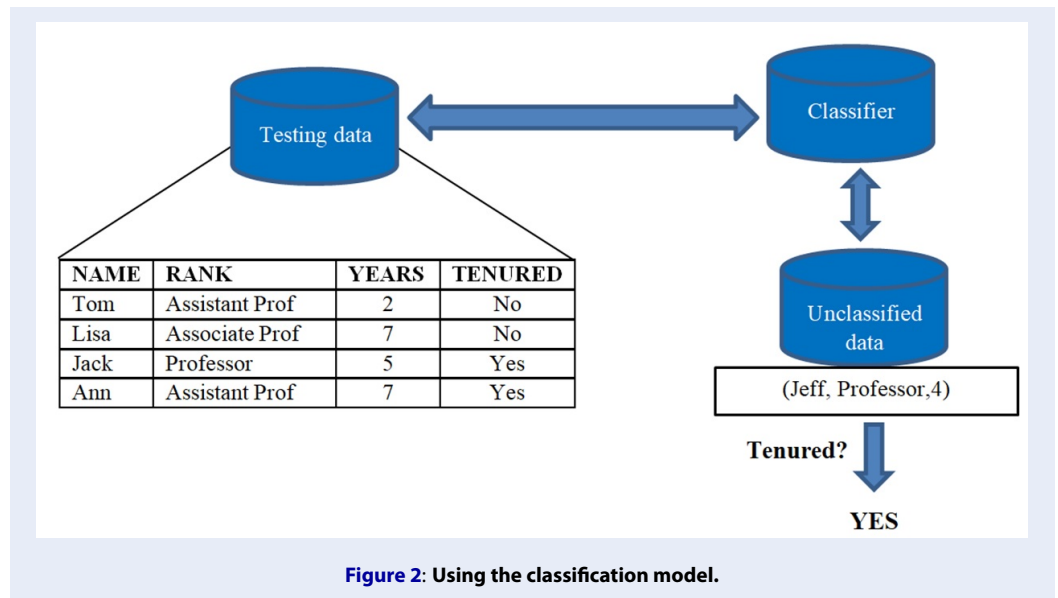 Testing data
Classifier
NAME RANK YEARS TENURED
Tom Assistant Prof 2 No
Lisa Associate Prof 7 No
Jack Professor 5 Yes
Ann Assistant Prof 7 Yes
Unclassified
data
(Jeff, Professor,4)
Tenured?
YES
Figure 2: Using the classification model.